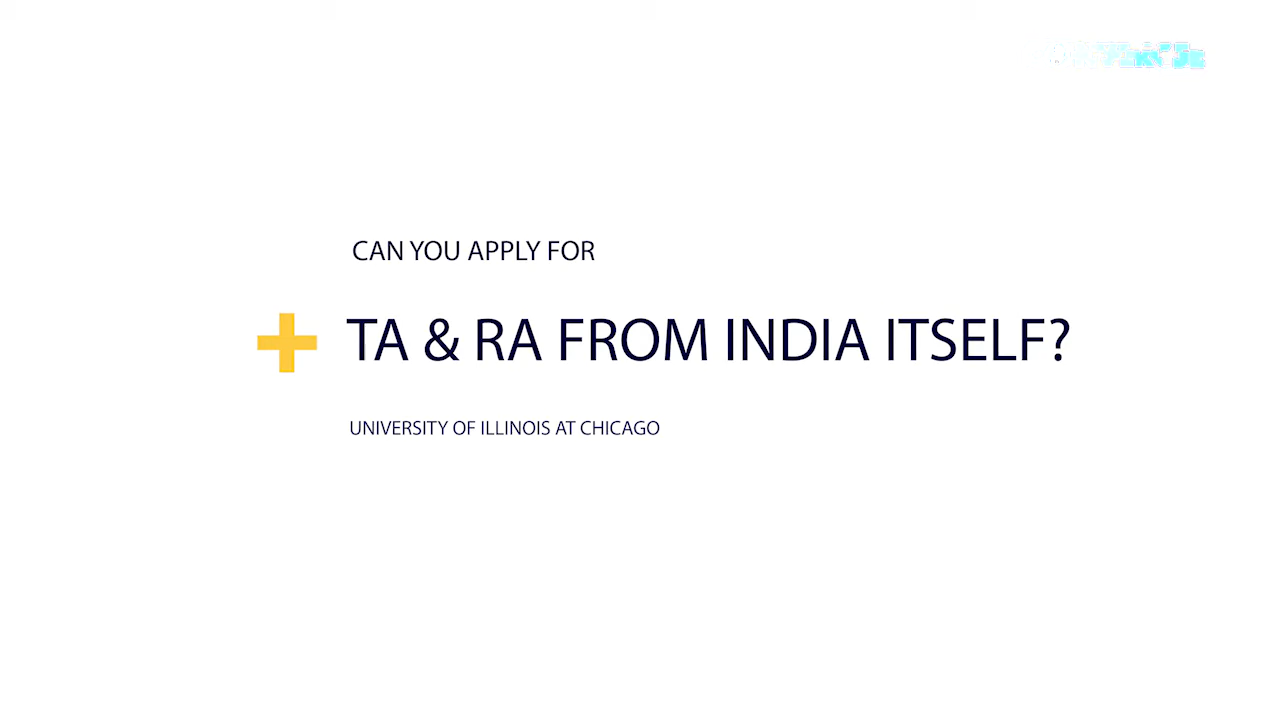 CAN YOU APPLY FOR
TA & RA FROM INDIA ITSELF?
UNIVERSITY OF ILLINOIS AT CHICAGO